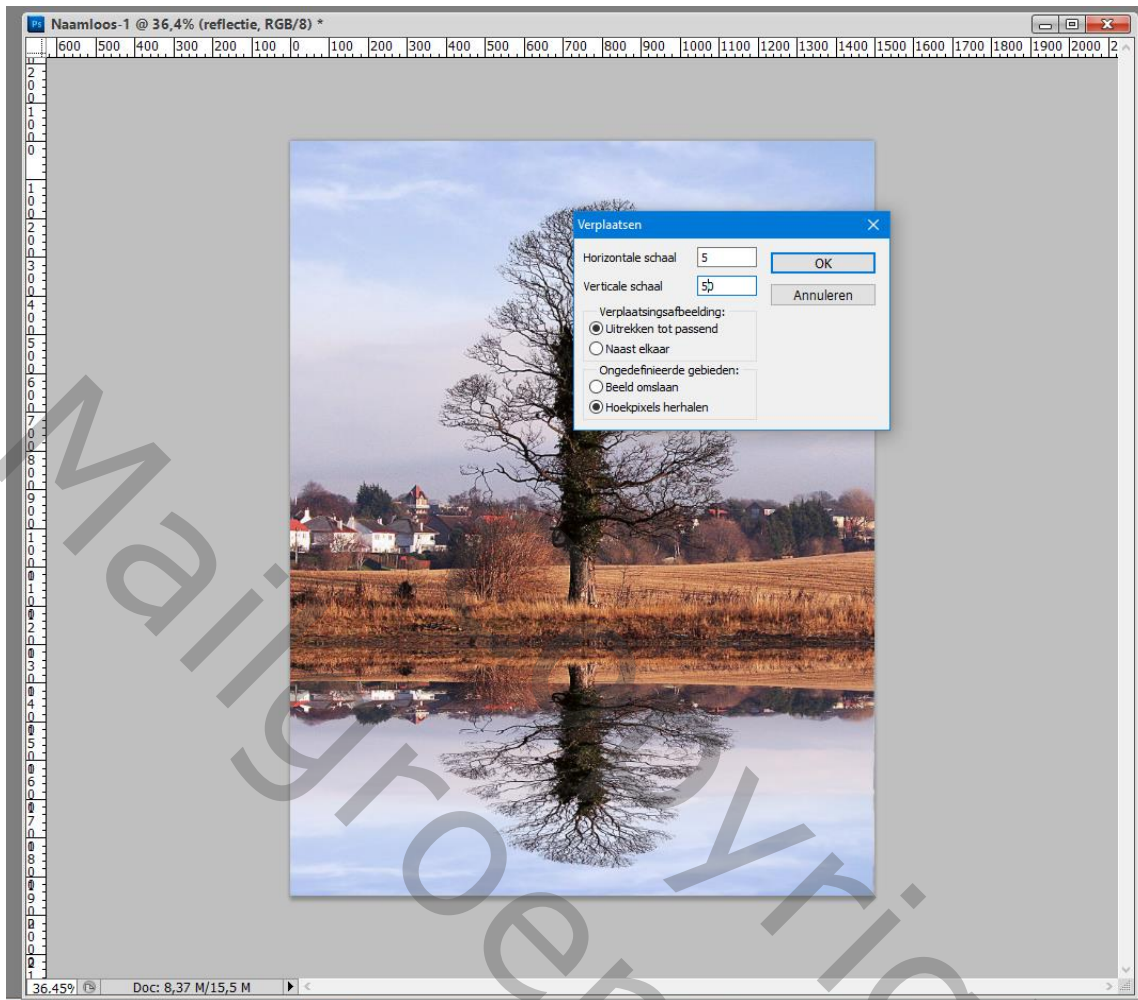 Naamloos-1 @ 36,4% (reflectie, RGB/8) *
600 500 400 300 200 100 0 100 200 300 400 500 600 700 800 900 1000 1100 1200 1300 1400 1500 1600 1700 1800 1900 2000
Verplaatsen
Horizontale schaal 5
OK
Verticale schaal 50
Annuleren
Verplaatsingsafbeelding:
Uitrekken tot passend
Naast elkaar
Ongedefinieerde gebieden:
Beeld omslaan
Hoekpixels herhalen
36.45% Doc: 8,37 M/15,5 M